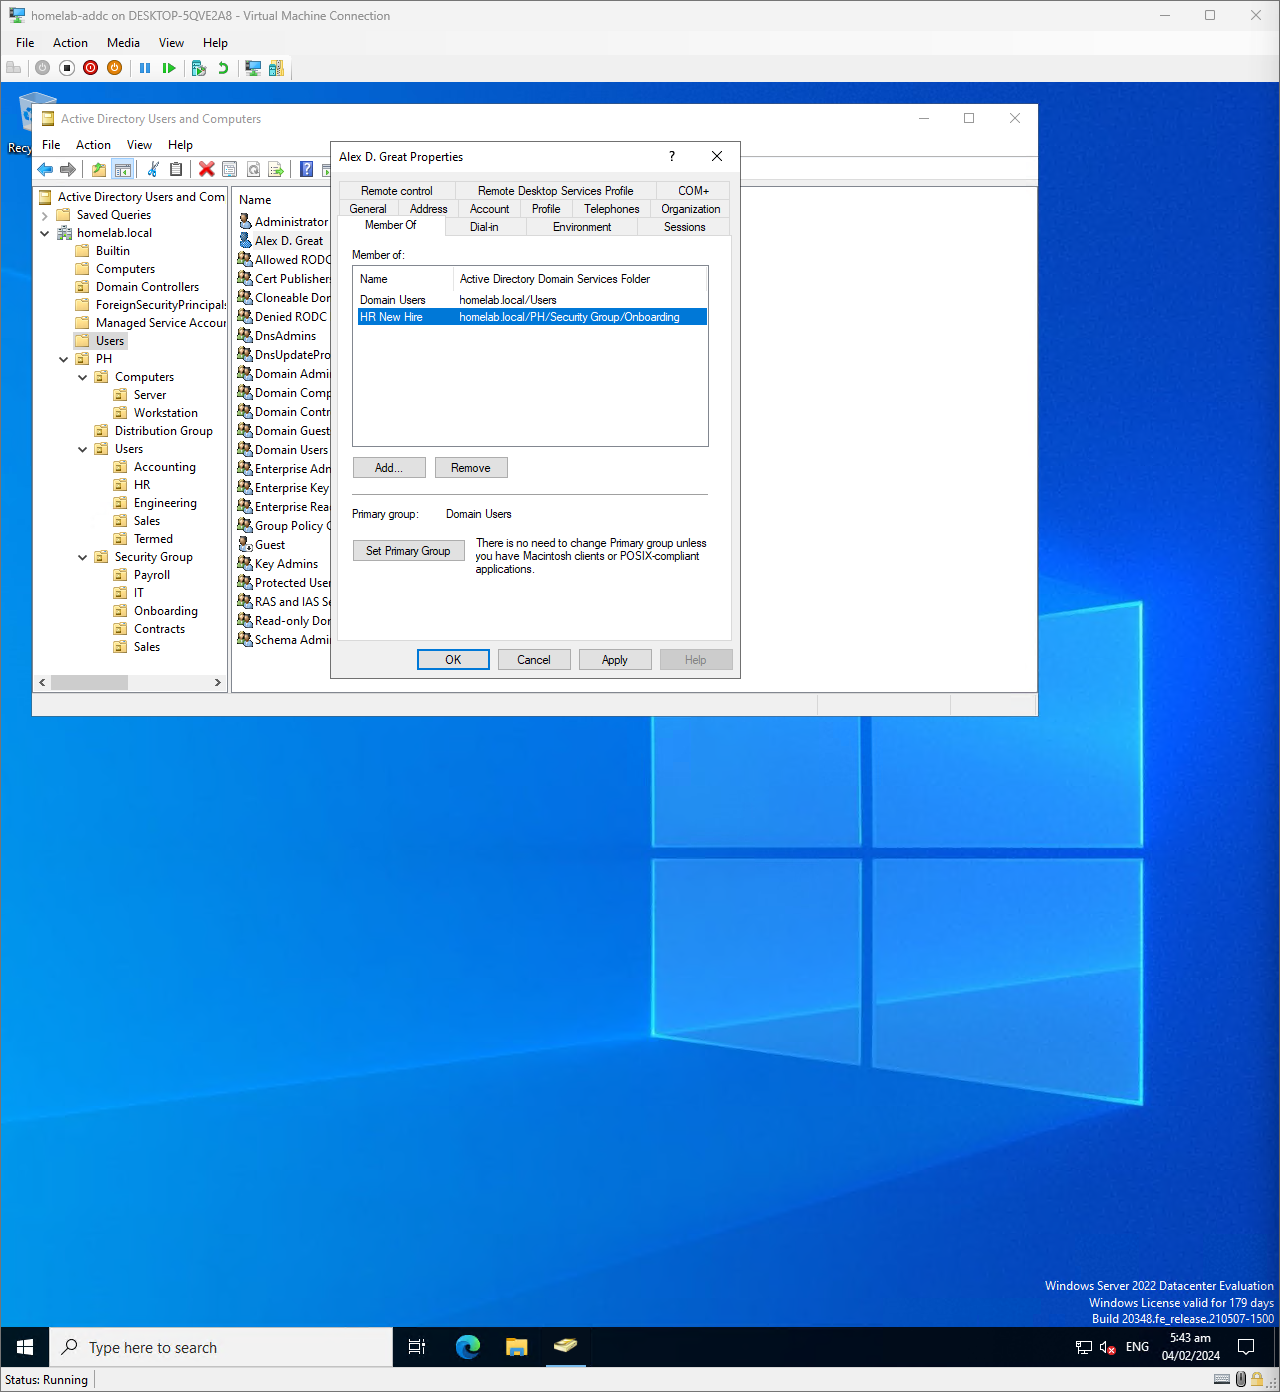 homelab-addc on DESKTOP-5QVE2A8 - Virtual Machine Connection
File Action Media View Help
Active Directory Users and Computers
File Action View Help
Active Directory Users and Com
Saved Queries
homelab.local
Builtin
Computers
Domain Controllers
ForeignSecurityPrincipals
Managed Service Accour
Users
PH
Computers
Server
Workstation
Distribution Group
Users
Accounting
HR
Engineering
Sales
Termed
Security Group
Payroll
IT
Onboarding
Contracts
Sales
Name
Administrator
Alex D. Great
Allowed RODC
Cert Publishers
Cloneable Dor
Denied RODC
DnsAdmins
DnsUpdatePro
Domain Admi
Domain Comp
Domain Contr
Domain Guest
Domain Users
Enterprise Adn
Enterprise Key
Enterprise Rea
Group Policy C
Guest
Key Admins
Protected User
RAS and IAS Se
Read-only Dor
Schema Admi
Alex D. Great Properties
?
Remote control Remote Desktop Services Profile COM+
General Address Account Profile Telephones Organization
Member Of Dial-in Environment Sessions
Member of:
Name Active Directory Domain Services Folder
Domain Users homelab.local/Users
HR New Hire homelab.local/PH/Security Group/Onboarding
Add... Remove
Primary group: Domain Users
Set Primary Group
There is no need to change Primary group unless
you have Macintosh clients or POSIX-compliant
applications.
OK Cancel Apply Help
Recy
Windows Server 2022 Datacenter Evaluation
Windows License valid for 179 days
Build 20348.fe_release.210507-1500
Type here to search
ENG
5:43 am
04/02/2024
Status: Running